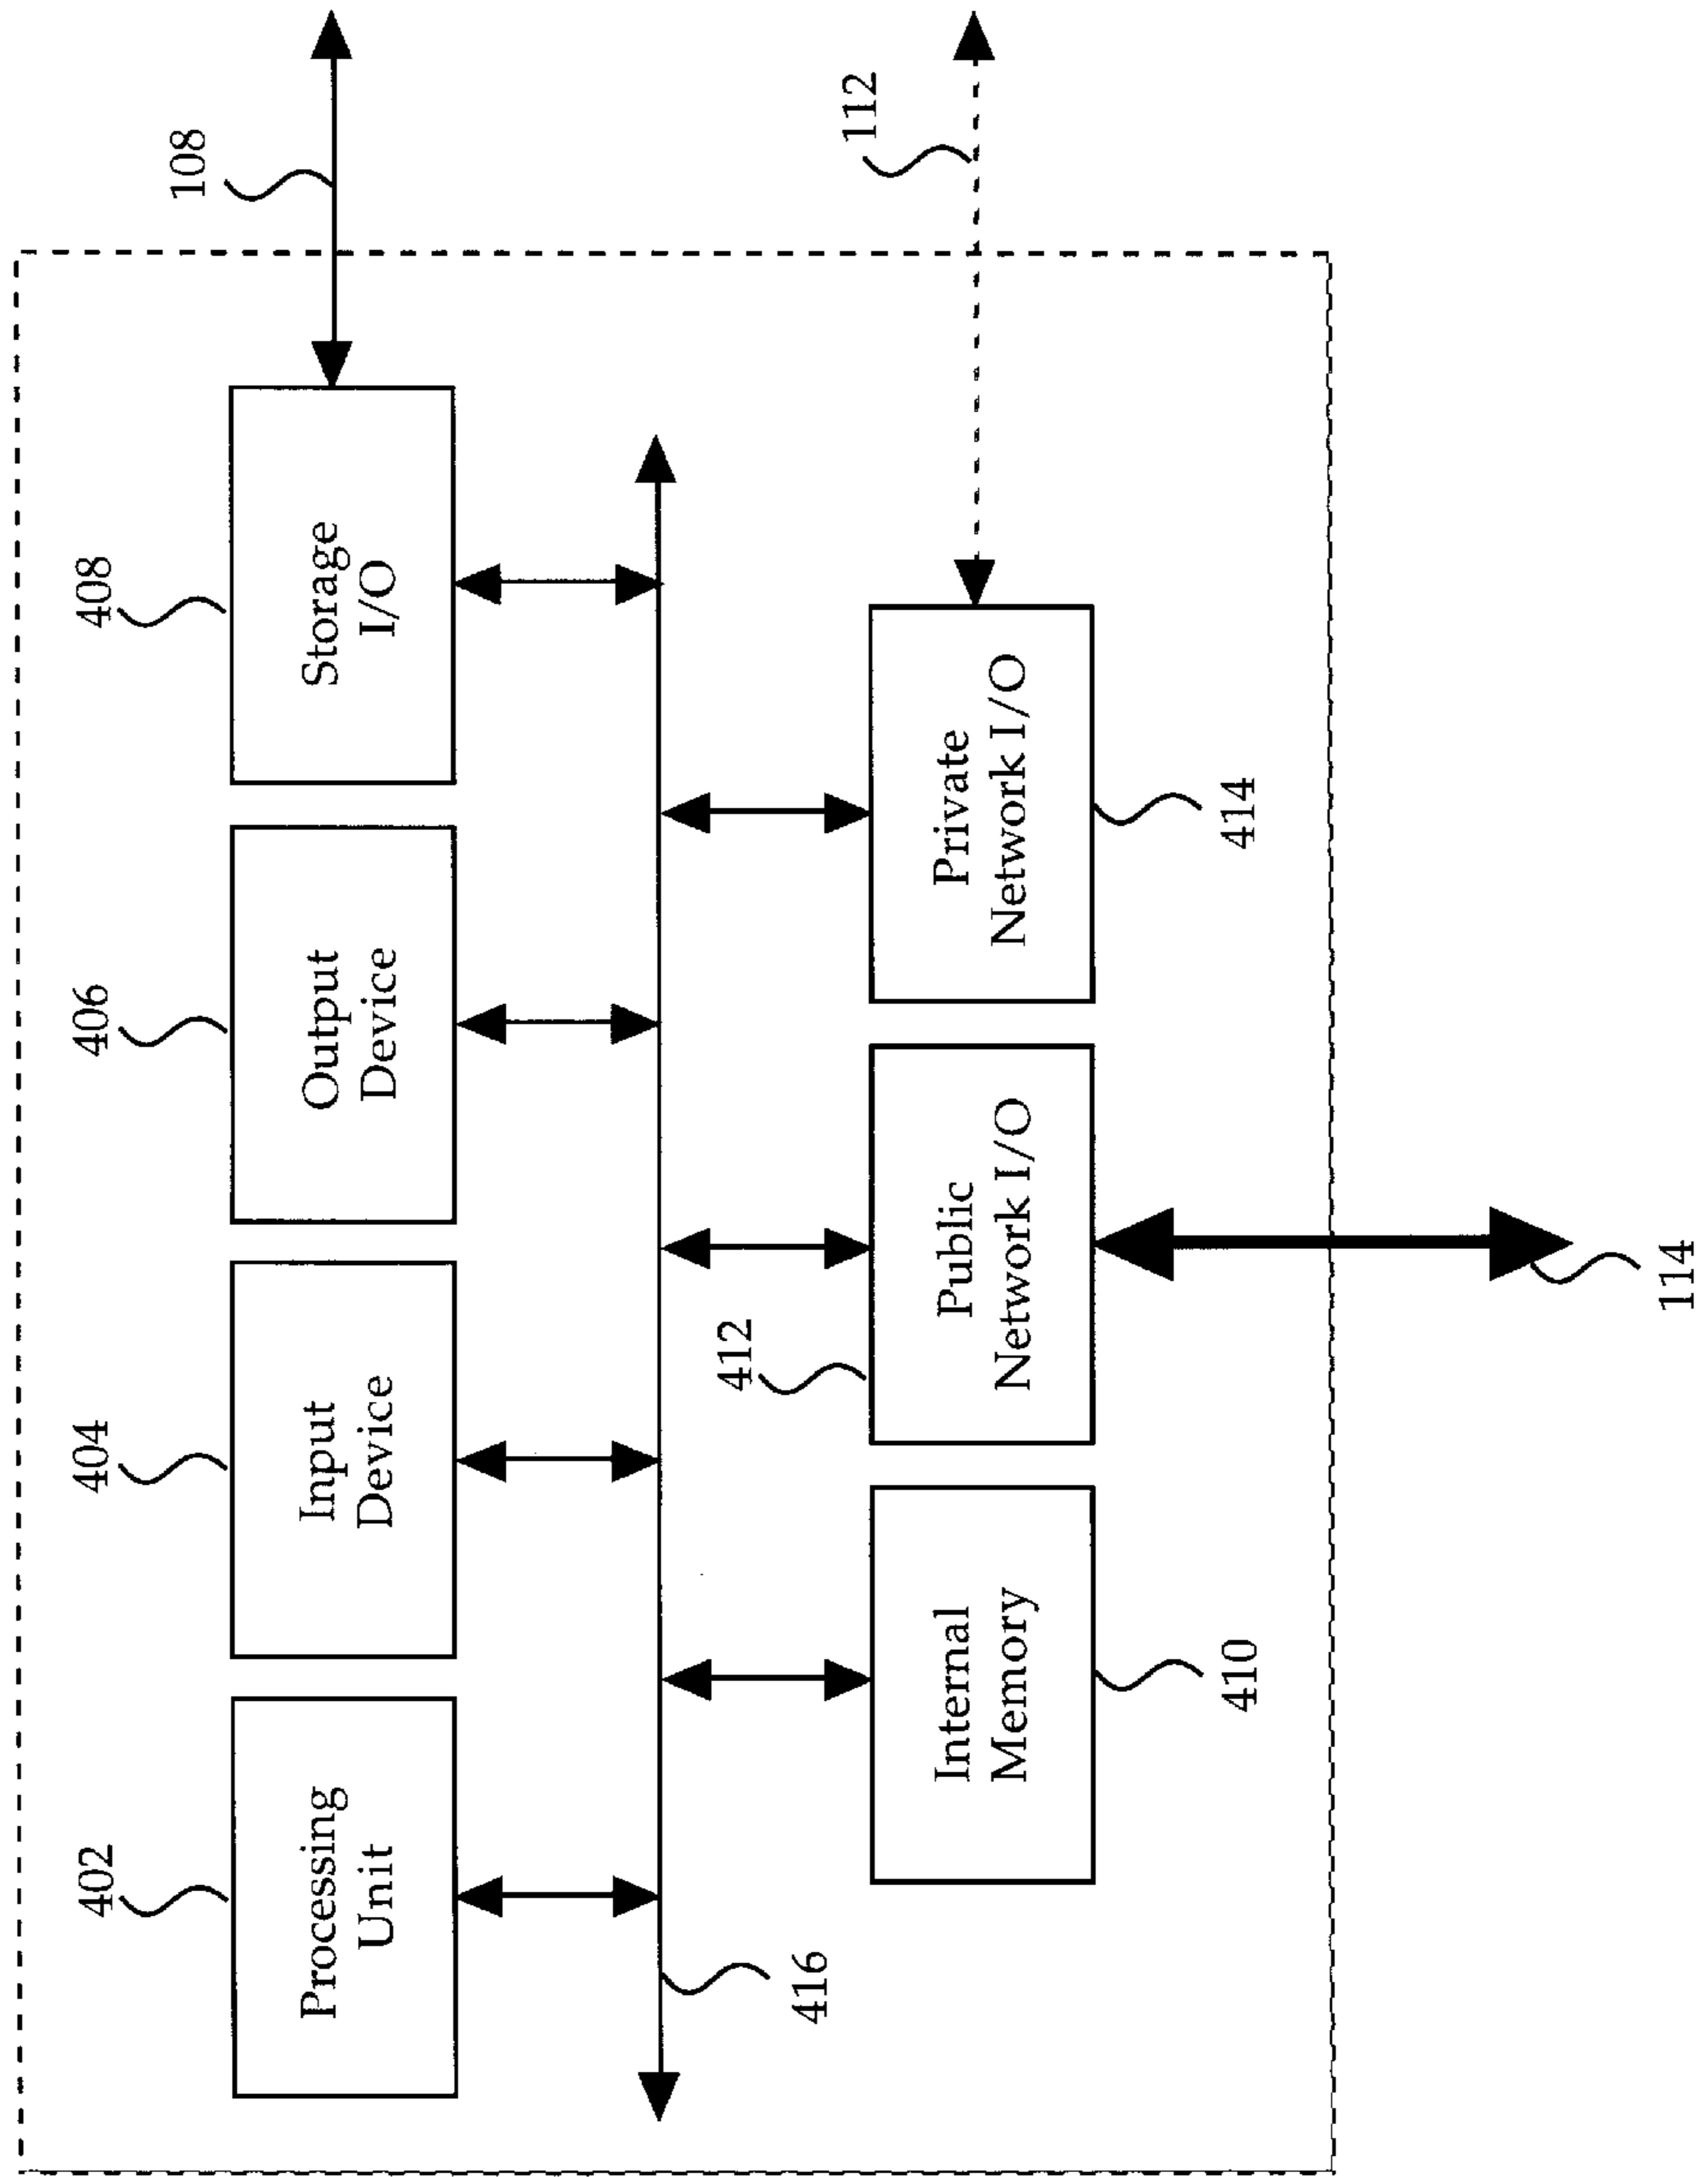 402
404
406
408
108
Processing
Unit
Input
Device
Output
Device
Storage
I/O
416
412
112
Internal
Memory
Public
Network I/O
Private
Network I/O
410
414
114